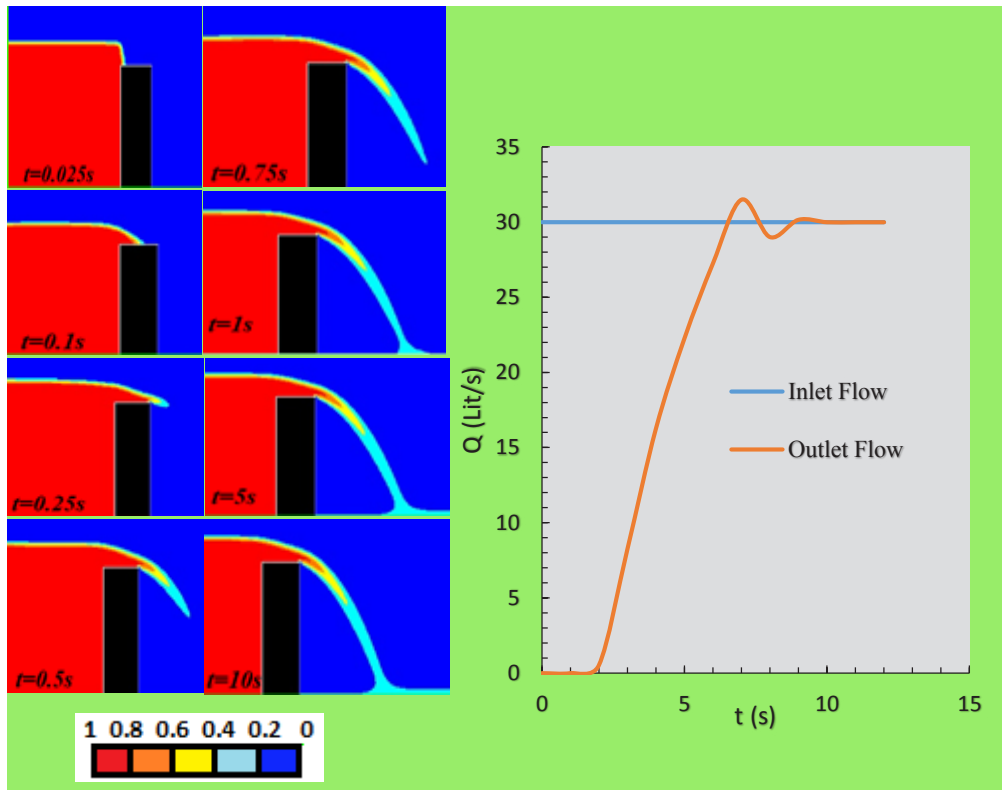 t=0.025s
t=0.75s
t=0.1s
t=1s
t=0.25s
t=5s
t=0.5s
t=10s
1 0.8 0.6 0.4 0.2 0
35
30
25
20
15
10
5
0
Q (Lit/s)
Inlet Flow
Outlet Flow
0 5 10 15
t (s)